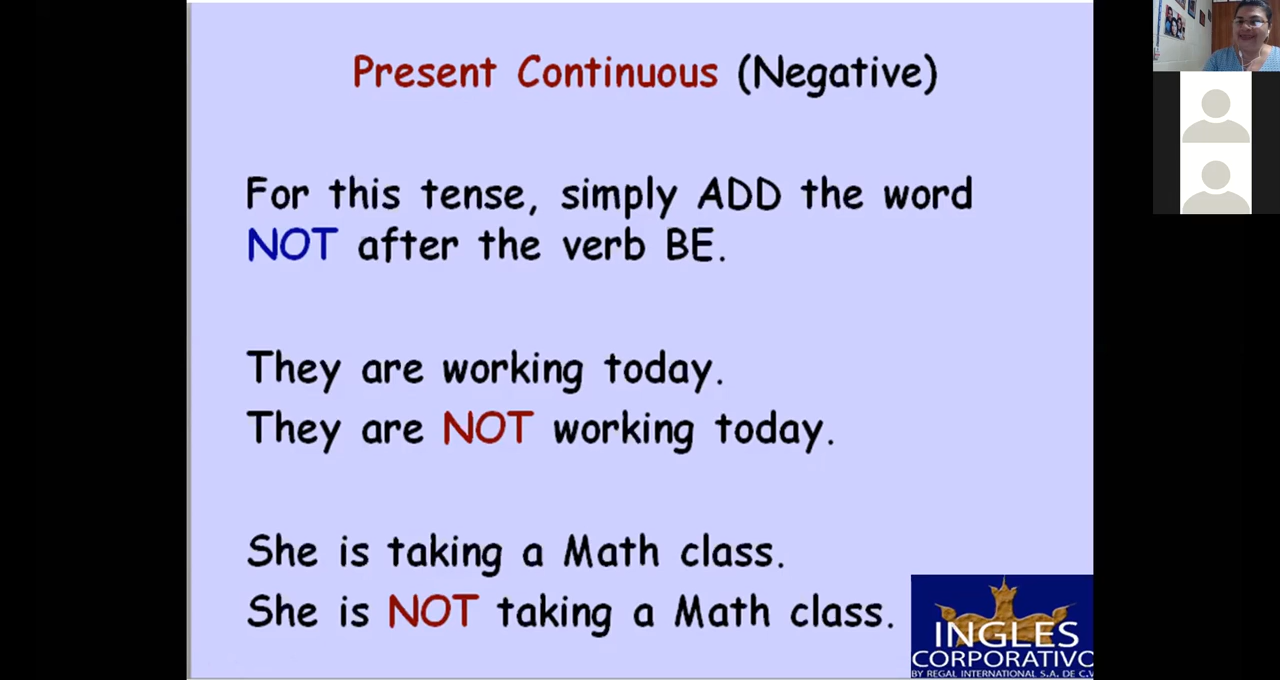 Present Continuous (Negative)
For this tense, simply ADD the word
NOT after the verb BE.
They are working today.
They are NOT working today.
She is taking a Math class.
She is NOT taking a Math class.
INGLES
CORPORATIVO
BY REGAL INTERNATIONAL S.A. DE C.V